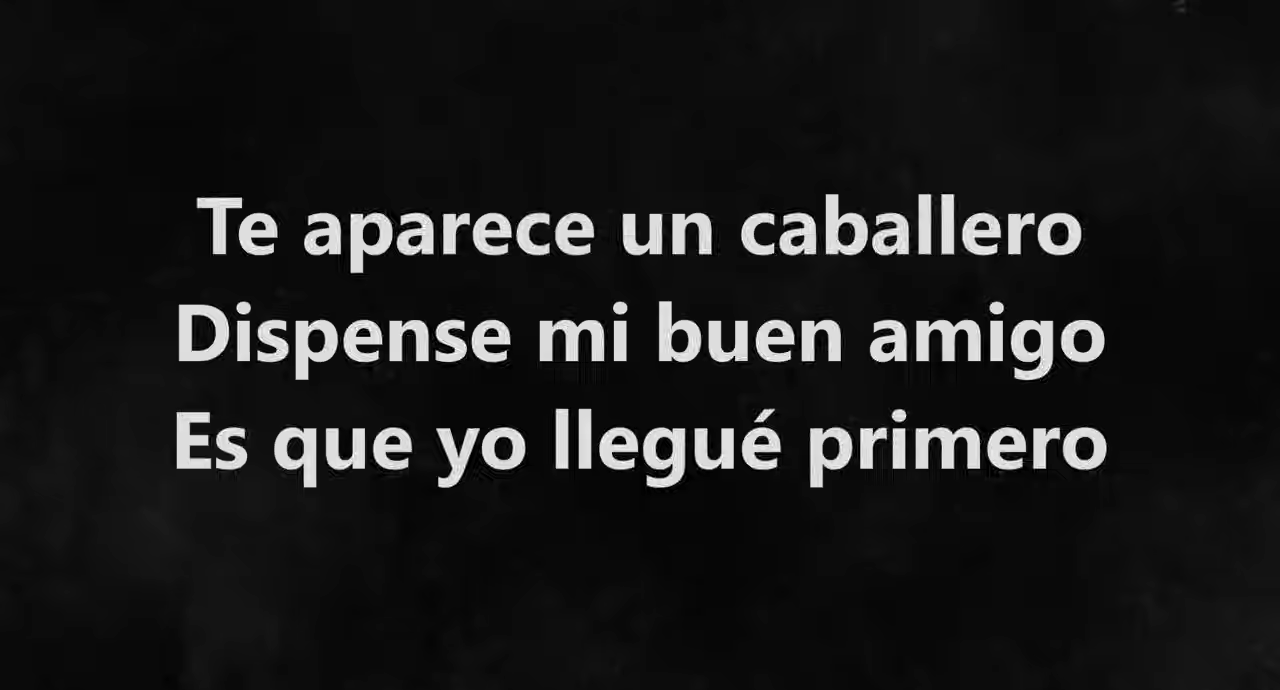 Te aparece un caballero
Dispense mi buen amigo
Es que yo llegué primero